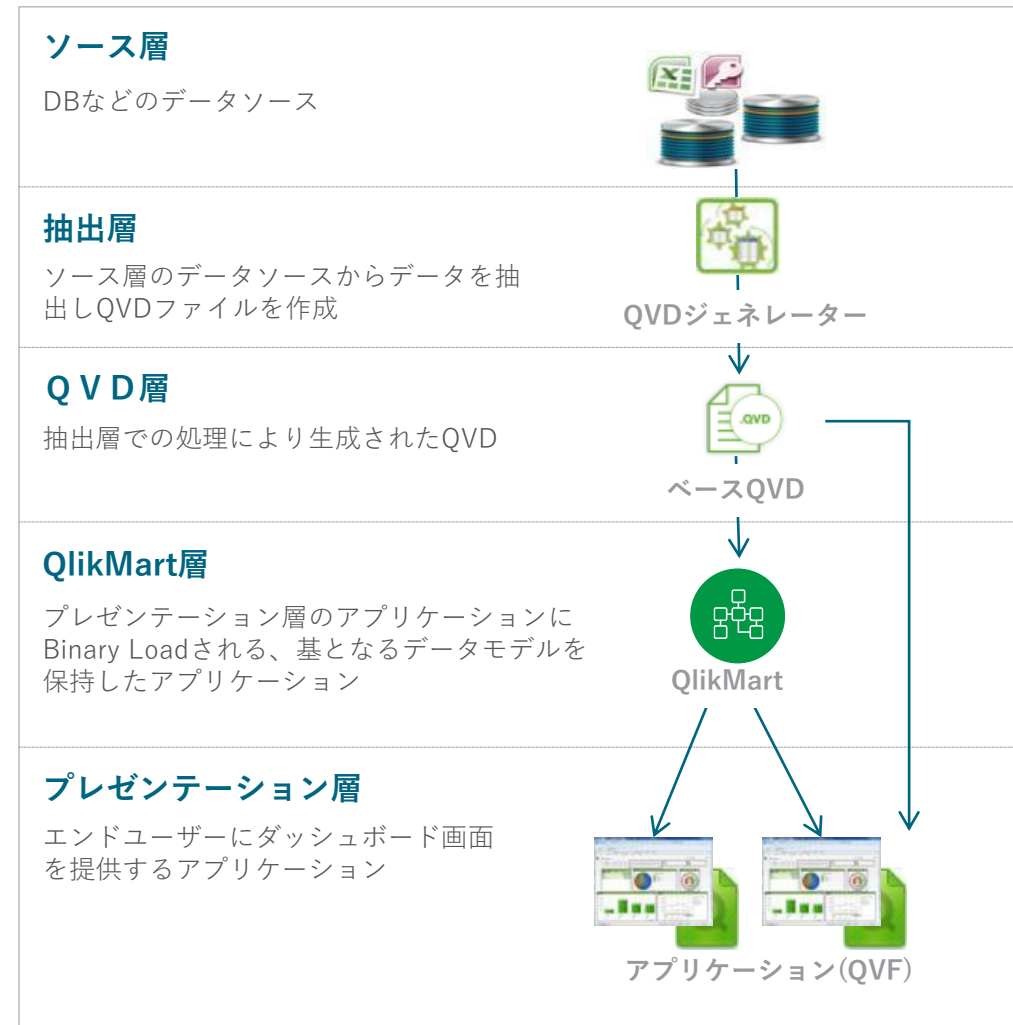 ソース層
DBなどのデータソース
抽出層
ソース層のデータソースからデータを抽
出しQVDファイルを作成
QVDジェネレーター
ＱＶＤ層
抽出層での処理により生成されたQVD
.QVD
ベースQVD
QlikMart層
プレゼンテーション層のアプリケーションに
Binary Loadされる、基となるデータモデルを
保持したアプリケーション
QlikMart
プレゼンテーション層
エンドユーザーにダッシュボード画面
を提供するアプリケーション
アプリケーション(QVF)